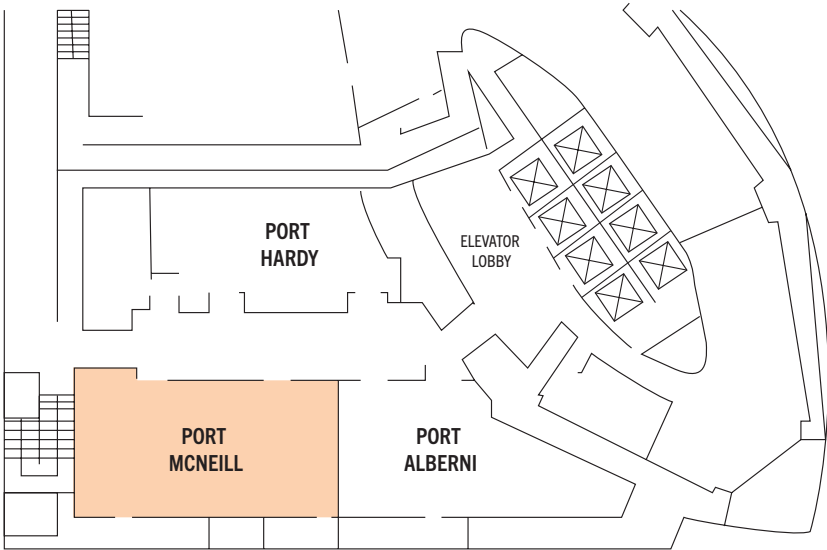 PORT
HARDY
ELEVATOR
LOBBY
PORT
MCNEILL
PORT
ALBERNI